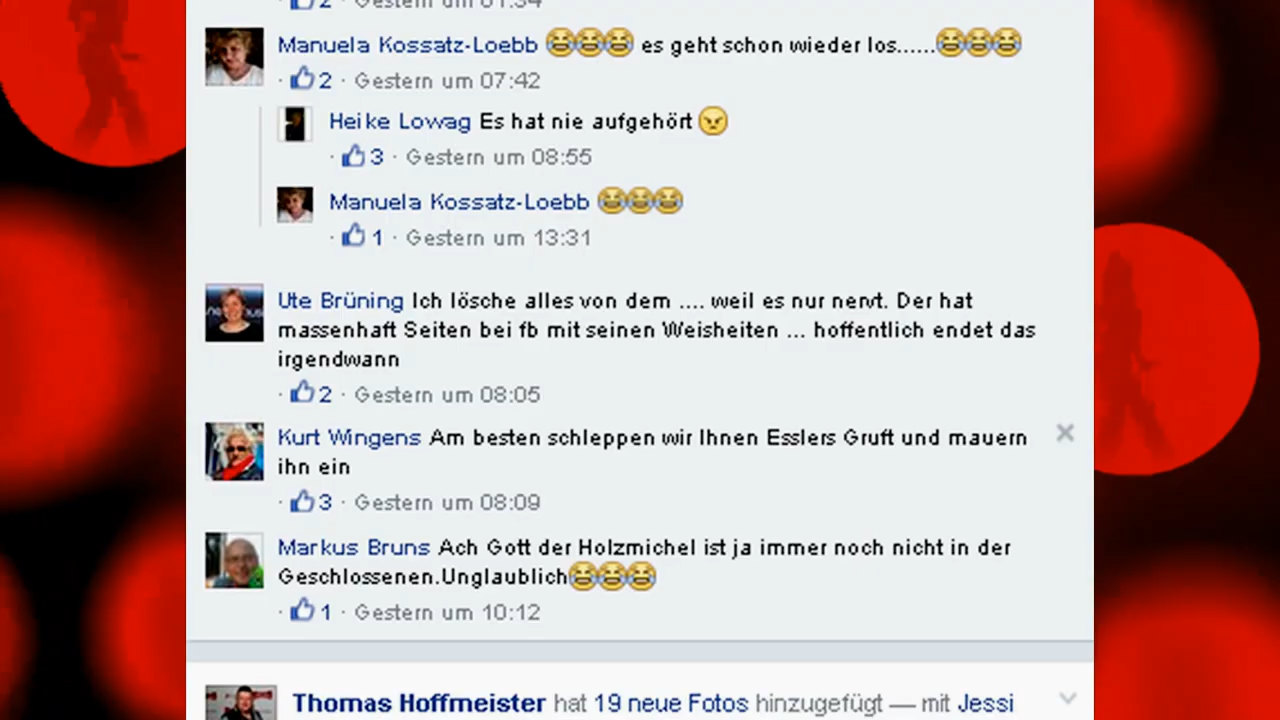 2 · Gestern um 01:34
Manuela Kossatz-Loebb 😂😂😂 es geht schon wieder los......😂😂😂
· 2 · Gestern um 07:42
Heike Lowag Es hat nie aufgehört 😠
· 3 · Gestern um 08:55
Manuela Kossatz-Loebb 😂😂😂
· 1 · Gestern um 13:31
Ute Brüning Ich lösche alles von dem .... weil es nur nervt. Der hat
massenhaft Seiten bei fb mit seinen Weisheiten ... hoffentlich endet das
irgendwann
· 2 · Gestern um 08:05
Kurt Wingens Am besten schleppen wir Ihnen Esslers Gruft und mauern
ihn ein
· 3 · Gestern um 08:09
Markus Bruns Ach Gott der Holzmichel ist ja immer noch nicht in der
Geschlossenen.Unglaublich😂😂😂
· 1 · Gestern um 10:12
Thomas Hoffmeister hat 19 neue Fotos hinzugefügt — mit Jessi